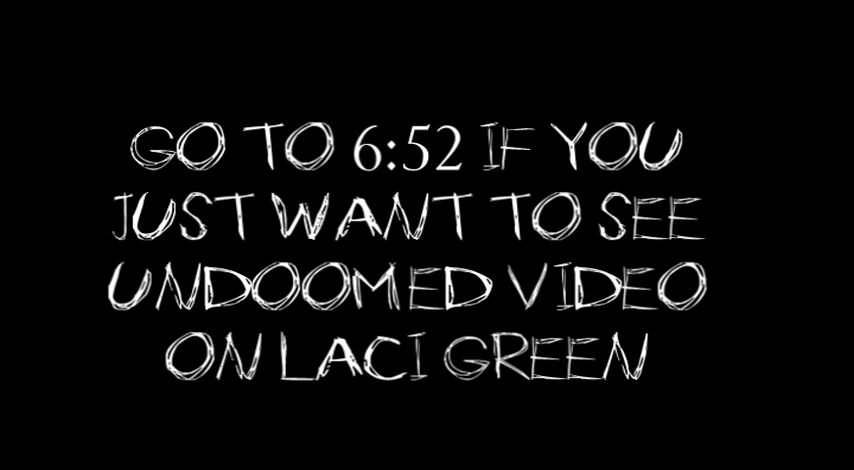 GO TO 6:52 IF YOU
JUST WANT TO SEE
UNDOOMED VIDEO
ON LACI GREEN